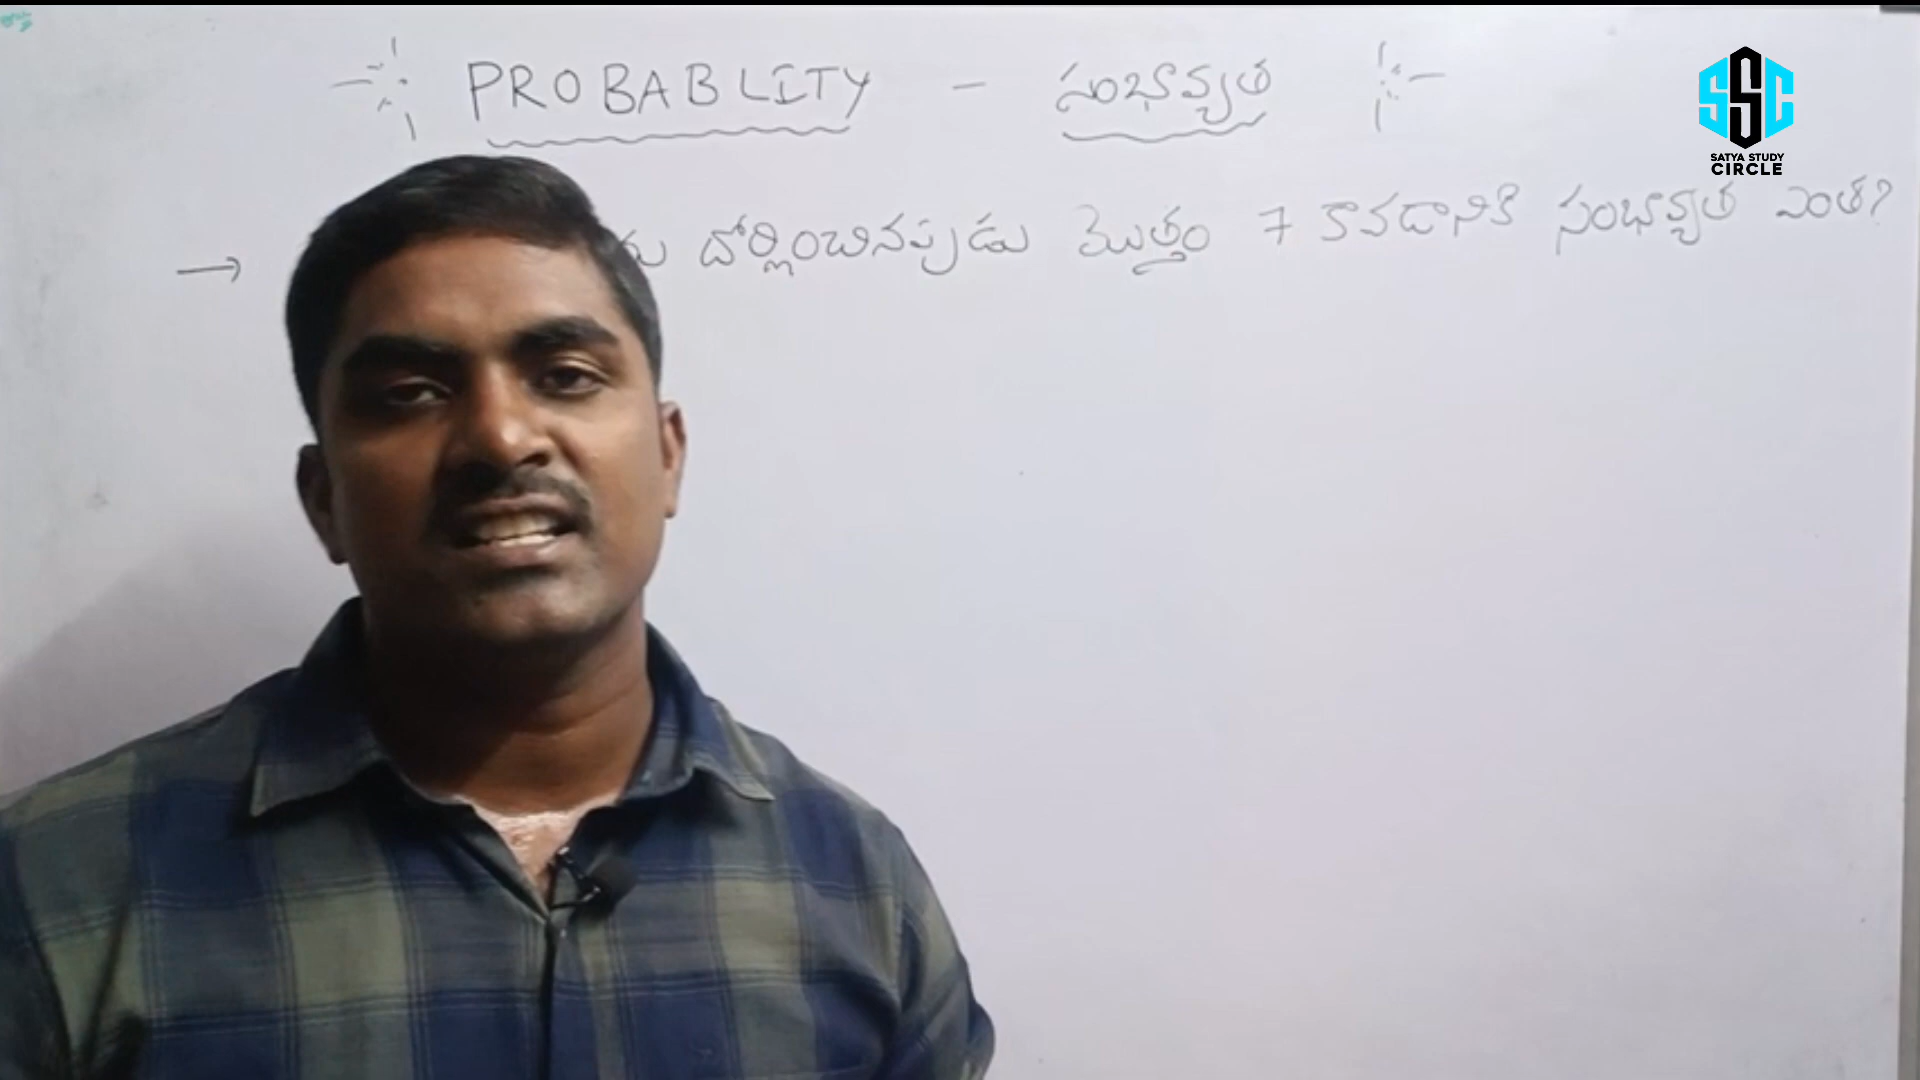 PROBABLITY - సంభావ్యత
SSC
SATYA STUDY
CIRCLE
→ దోర్లించినప్పుడు మొత్తం 7 కావడానికి సంభావ్యత ఎంత?